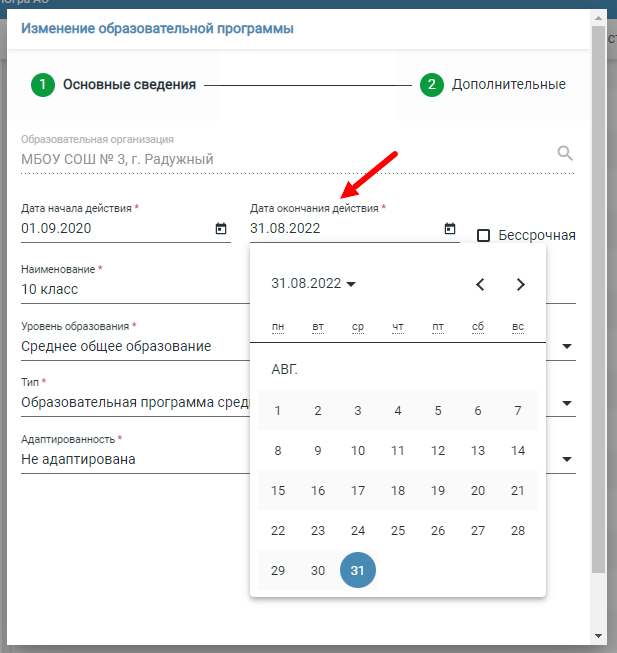 Югра АО
Изменение образовательной программы
1 Основные сведения 2 Дополнительные
Образовательная организация
МБОУ СОШ № 3, г. Радужный
Дата начала действия * Дата окончания действия *
01.09.2020 31.08.2022 Бессрочная
Наименование *
10 класс
31.08.2022
Уровень образования *
пн вт ср чт пт сб вс
Среднее общее образование
АВГ.
Тип *
Образовательная программа сред
1 2 3 4 5 6 7
Адаптированность *
Не адаптирована
8 9 10 11 12 13 14
15 16 17 18 19 20 21
22 23 24 25 26 27 28
29 30 31